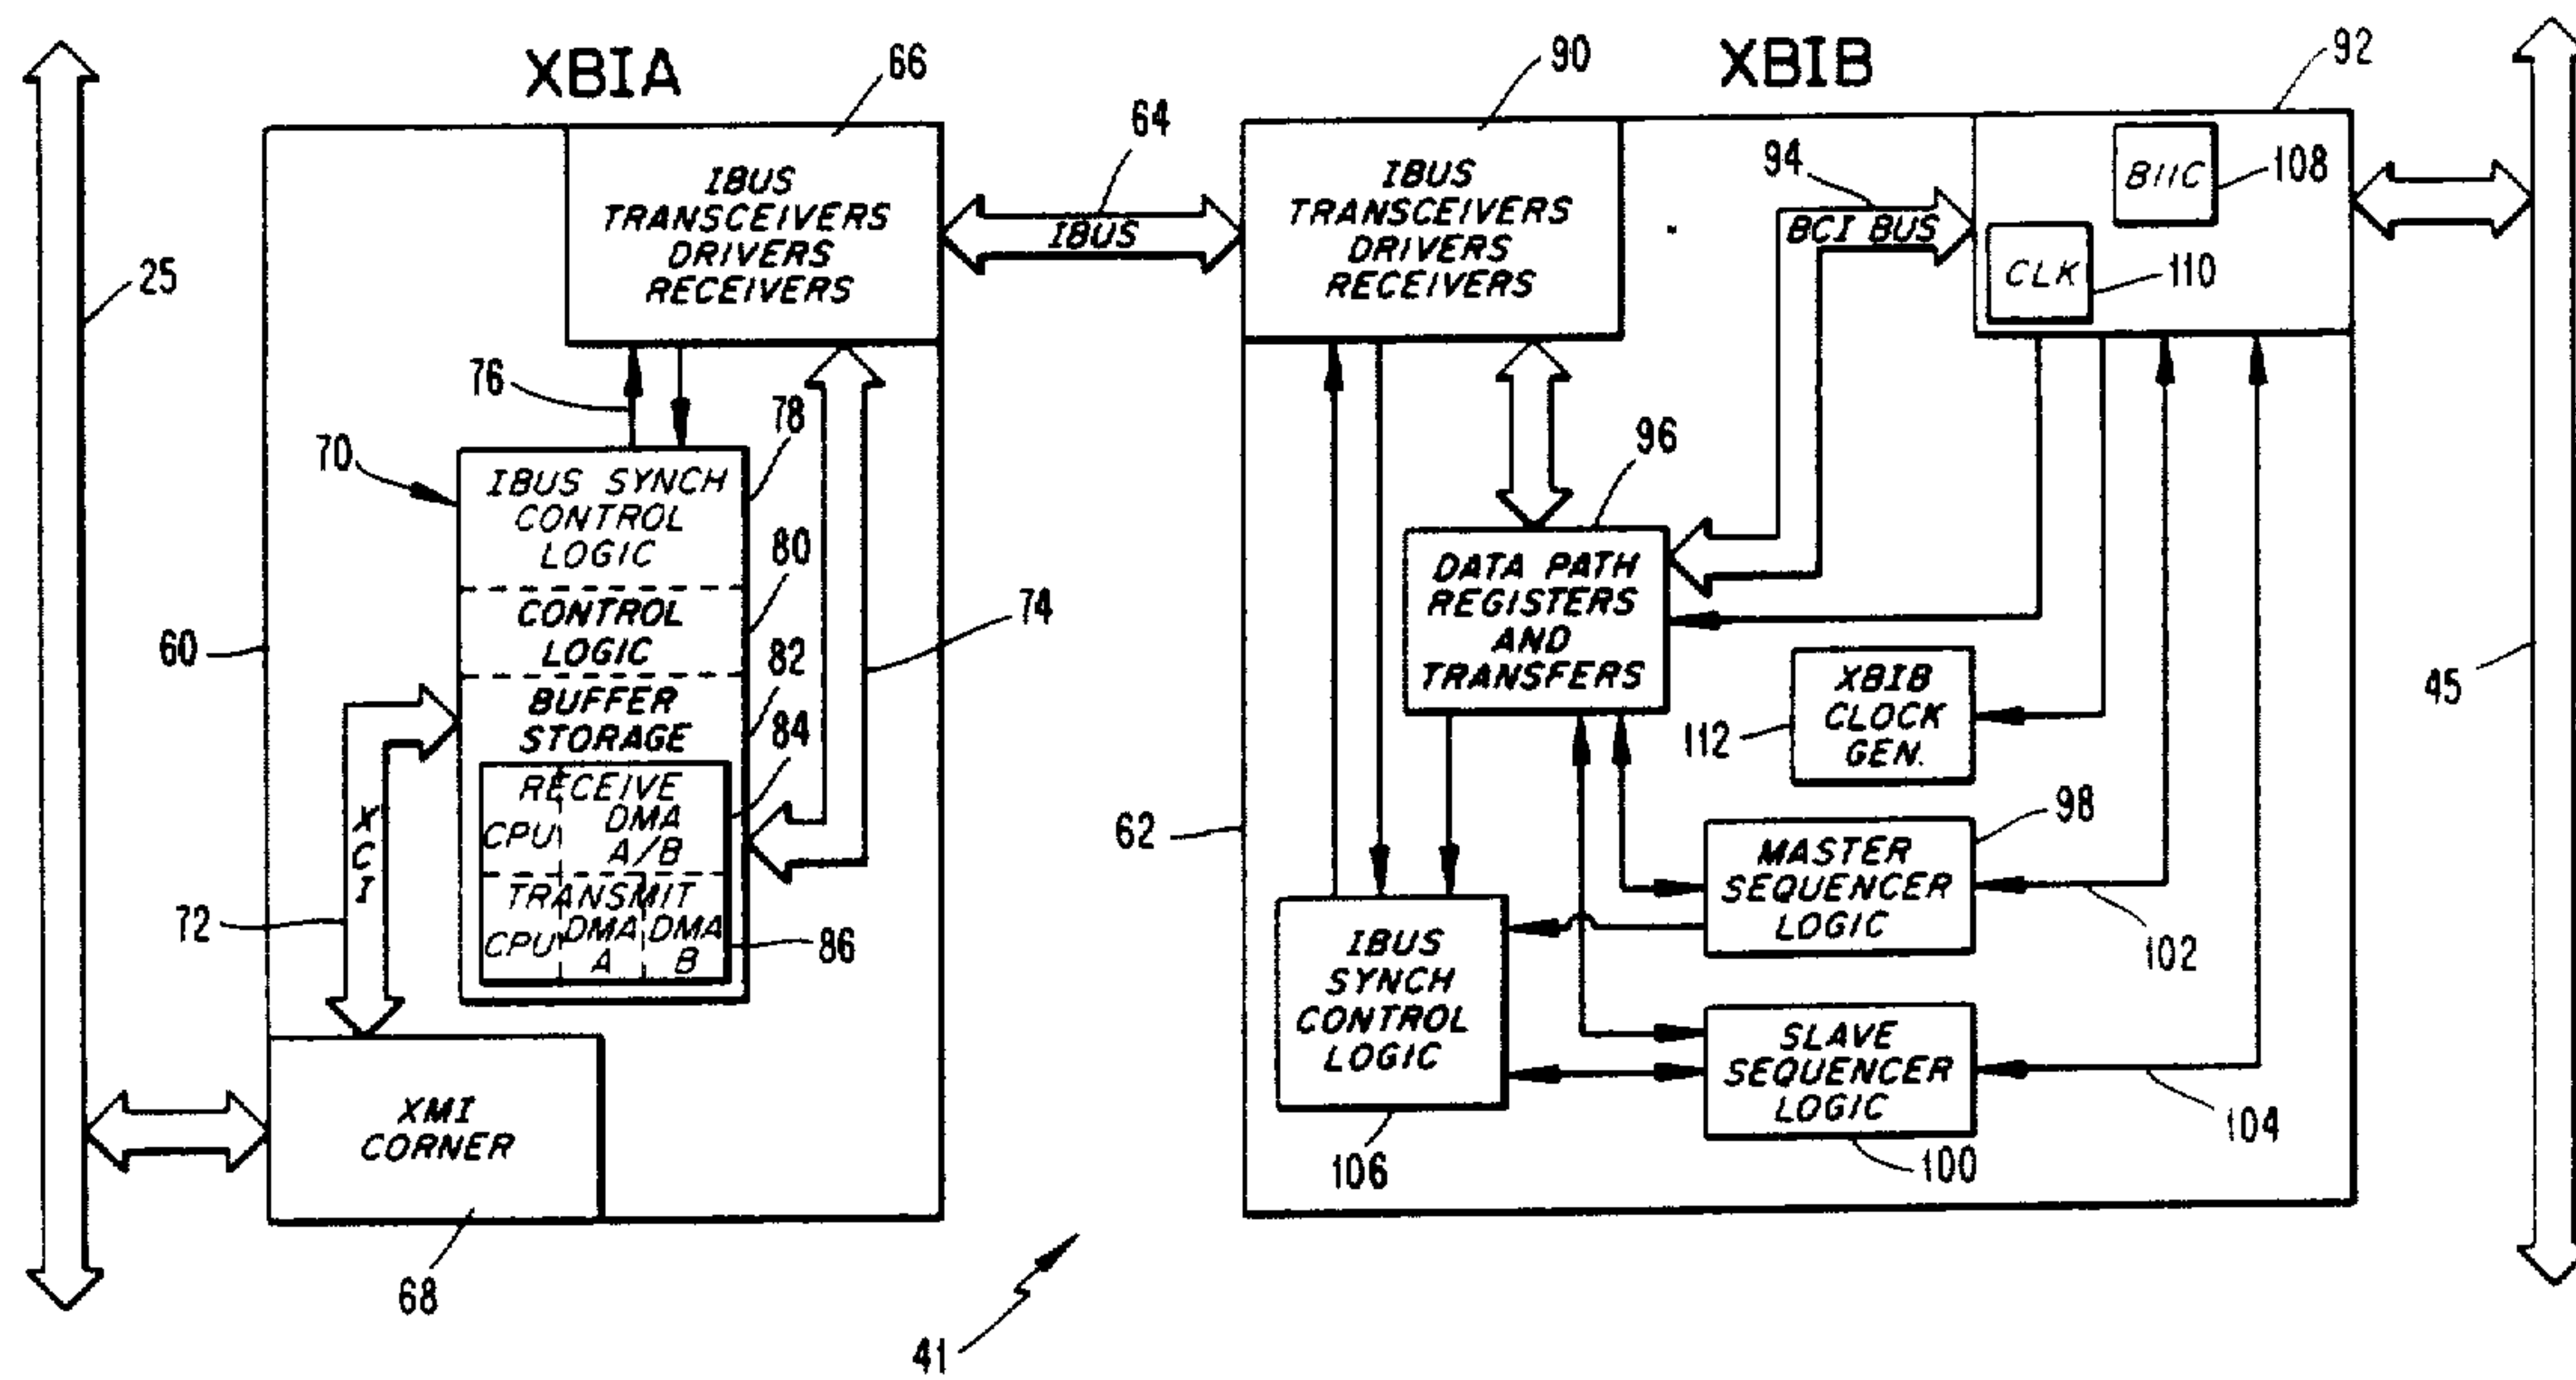 XBIA
XBIB
66
90
92
64
25
IBUS
TRANSCEIVERS
DRIVERS
RECEIVERS
IBUS
IBUS
TRANSCEIVERS
DRIVERS
RECEIVERS
94
BCI BUS
BIIC
108
CLK
110
76
78
70
IBUS SYNCH
CONTROL
LOGIC
80
CONTROL
LOGIC
82
BUFFER
STORAGE
84
RECEIVE
CPU
DMA
A/B
TRANSMIT
CPU
DMA
A
DMA
B
86
74
60
72
XCI
XMI
CORNER
68
41
96
DATA PATH
REGISTERS
AND
TRANSFERS
XBIB
CLOCK
GEN.
112
45
62
98
MASTER
SEQUENCER
LOGIC
102
IBUS
SYNCH
CONTROL
LOGIC
106
SLAVE
SEQUENCER
LOGIC
100
104